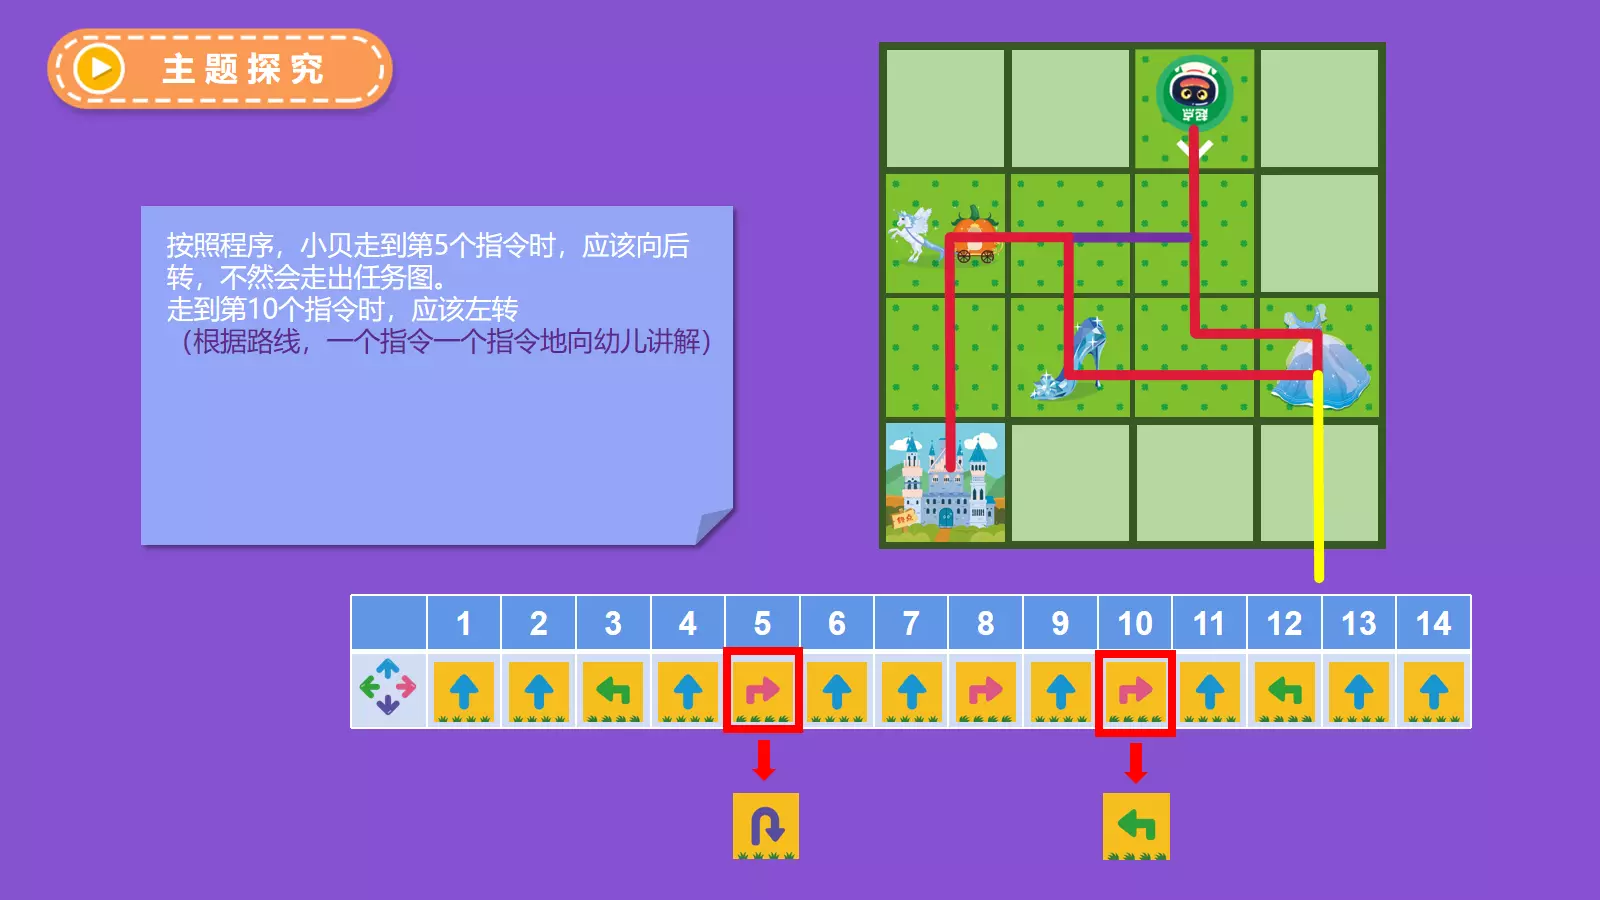 主题探究
起点
按照程序，小贝走到第5个指令时，应该向后
转，不然会走出任务图。
走到第10个指令时，应该左转
（根据路线，一个指令一个指令地向幼儿讲解）
终点
1 2 3 4 5 6 7 8 9 10 11 12 13 14